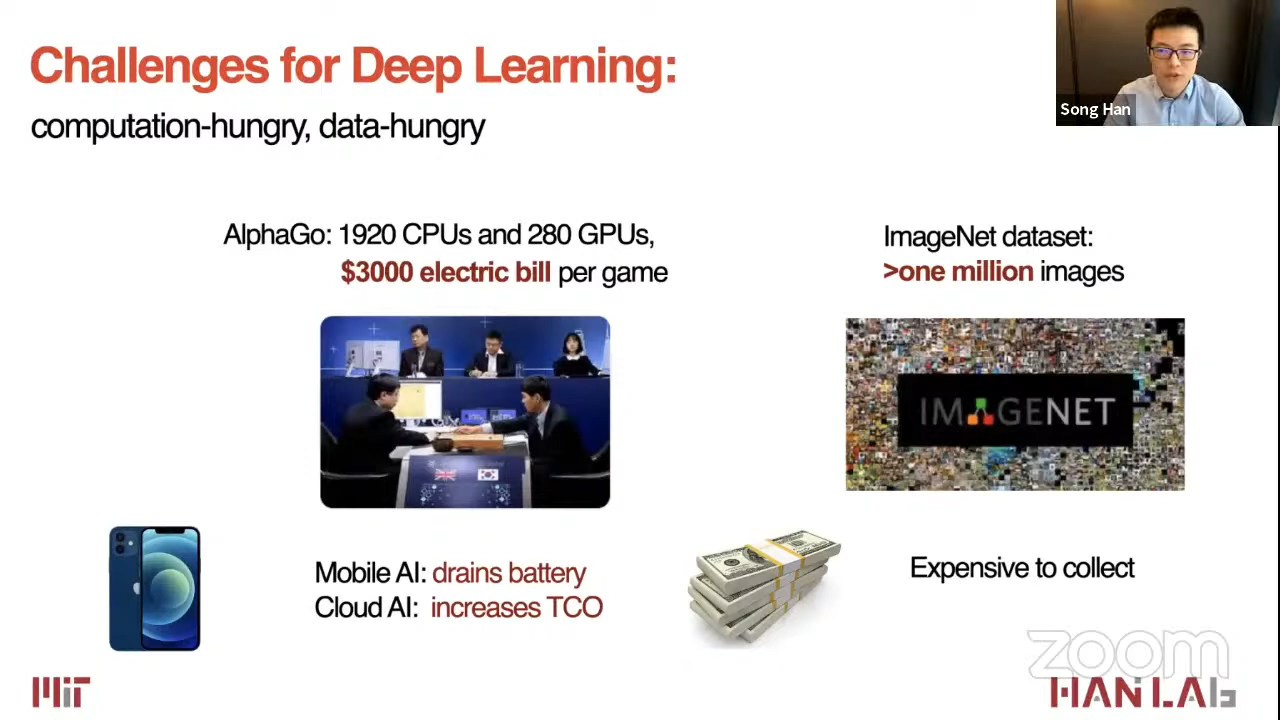 Challenges for Deep Learning:
computation-hungry, data-hungry
Song Han
AlphaGo: 1920 CPUs and 280 GPUs,
$3000 electric bill per game
ImageNet dataset:
>one million images
IMAGENET
Mobile AI: drains battery
Cloud AI: increases TCO
Expensive to collect
zoom
MIT
HAN LAb